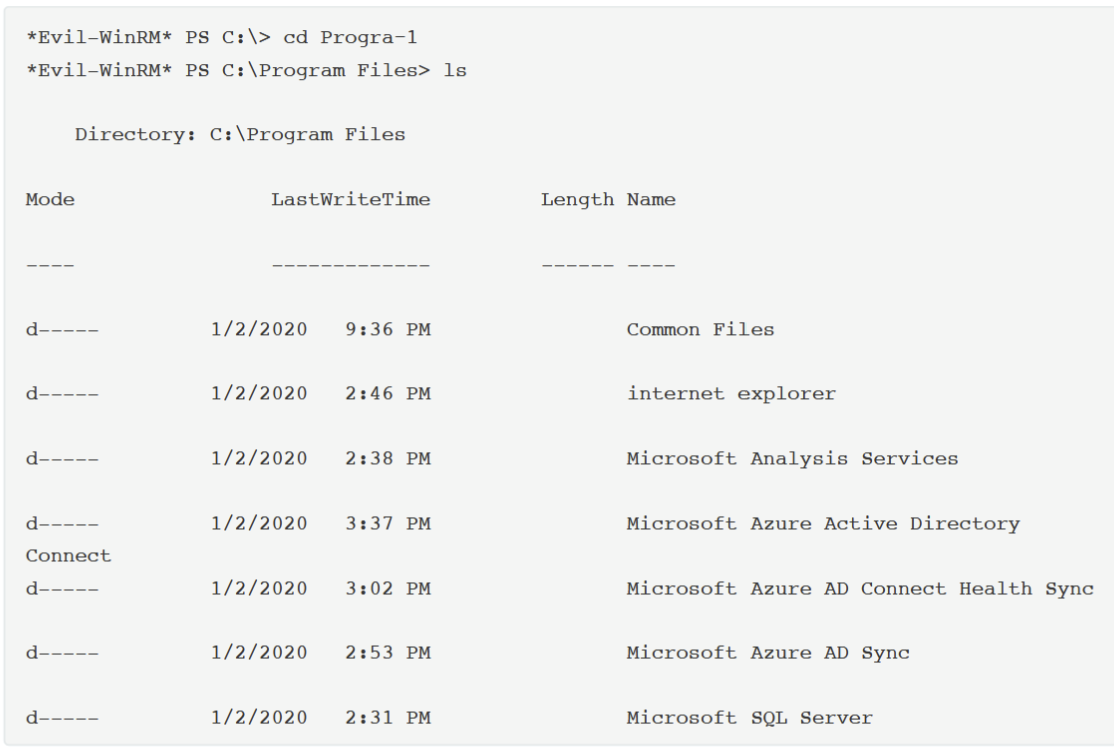 *Evil-WinRM* PS C:\> cd Progra-1
*Evil-WinRM* PS C:\Program Files> ls
Directory: C:\Program Files
Mode LastWriteTime Length Name
---- ------------- ------ ----
d----- 1/2/2020 9:36 PM Common Files
d----- 1/2/2020 2:46 PM internet explorer
d----- 1/2/2020 2:38 PM Microsoft Analysis Services
d----- 1/2/2020 3:37 PM Microsoft Azure Active Directory
Connect
d----- 1/2/2020 3:02 PM Microsoft Azure AD Connect Health Sync
d----- 1/2/2020 2:53 PM Microsoft Azure AD Sync
d----- 1/2/2020 2:31 PM Microsoft SQL Server